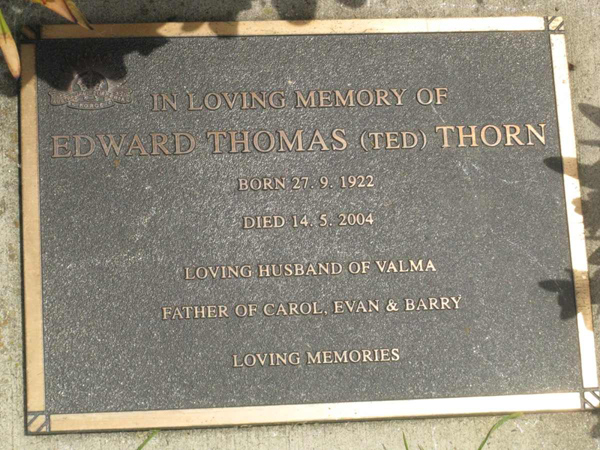 IN LOVING MEMORY OF
EDWARD THOMAS (TED) THORN
BORN 27. 9. 1922
DIED 14. 5. 2004
LOVING HUSBAND OF VALMA
FATHER OF CAROL, EVAN & BARRY
LOVING MEMORIES